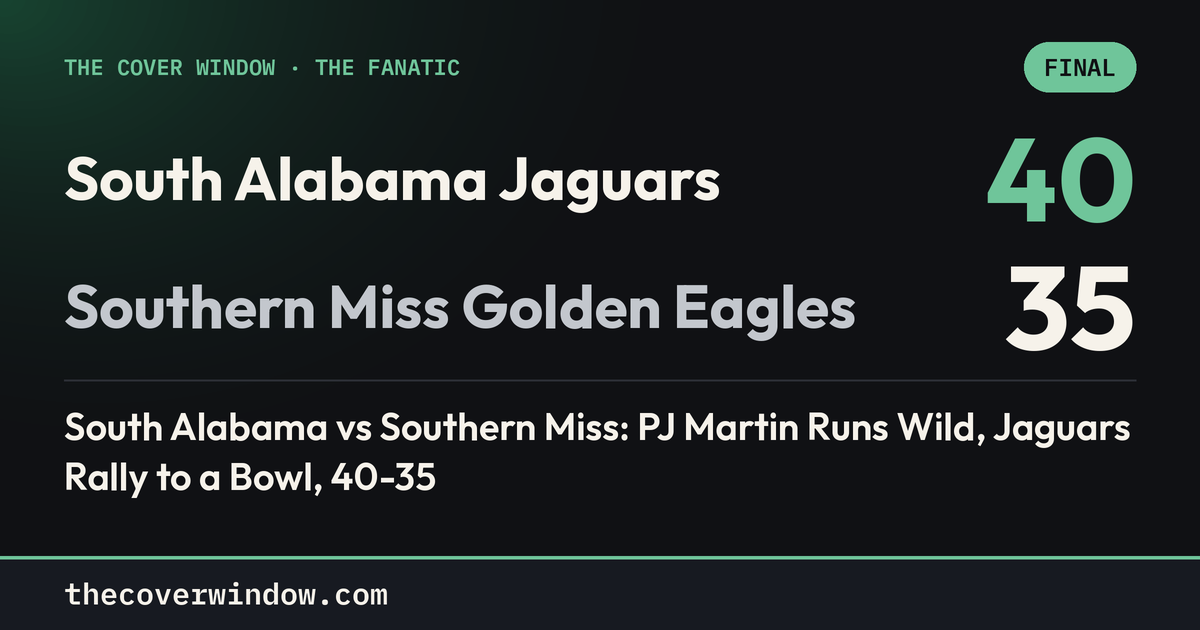 THE COVER WINDOW · THE FANATIC
FINAL
South Alabama Jaguars
40
Southern Miss Golden Eagles
35
South Alabama vs Southern Miss: PJ Martin Runs Wild, Jaguars
Rally to a Bowl, 40-35
thecoverwindow.com